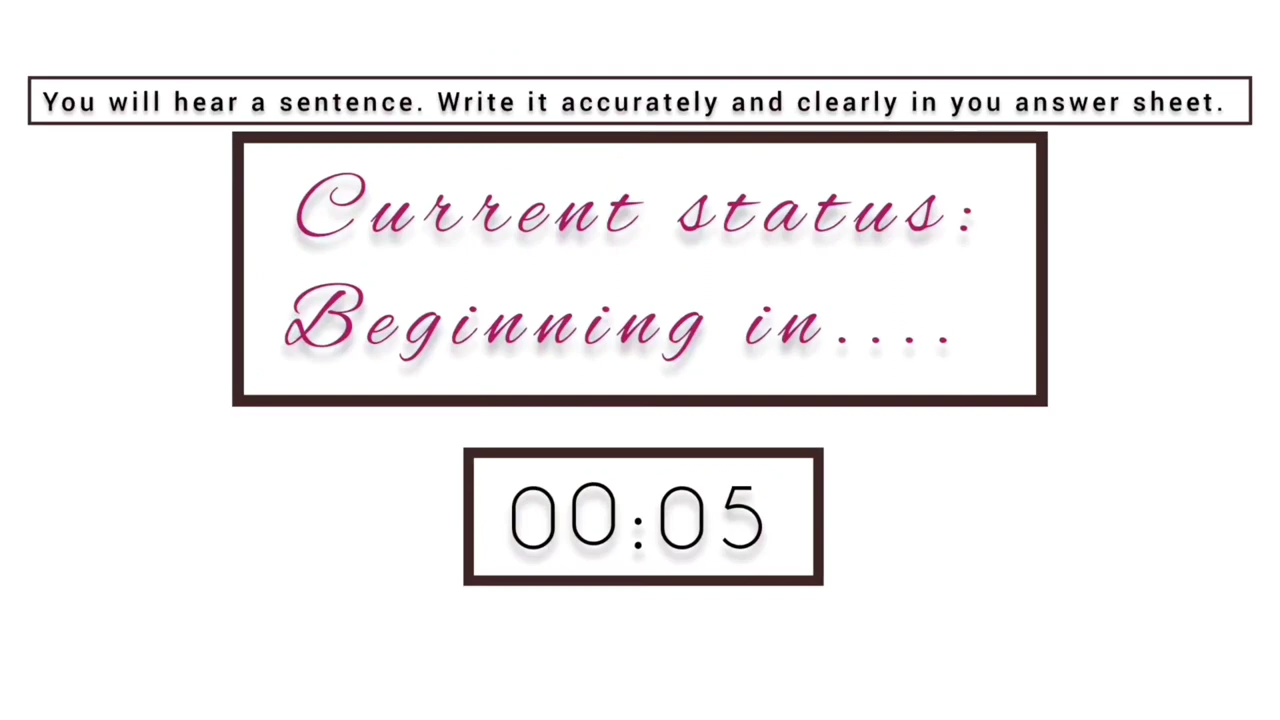 You will hear a sentence. Write it accurately and clearly in you answer sheet.
Current status:
Beginning in....
00:05